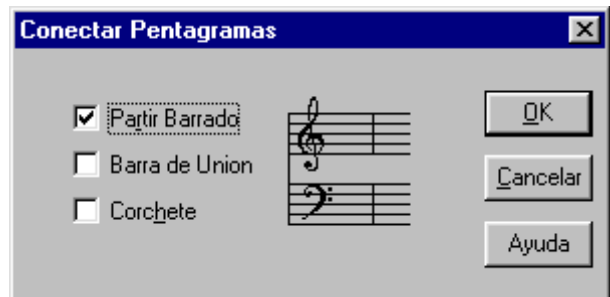 Conectar Pentagramas
Partir Barrado
Barra de Union
Corchete
OK
Cancelar
Ayuda